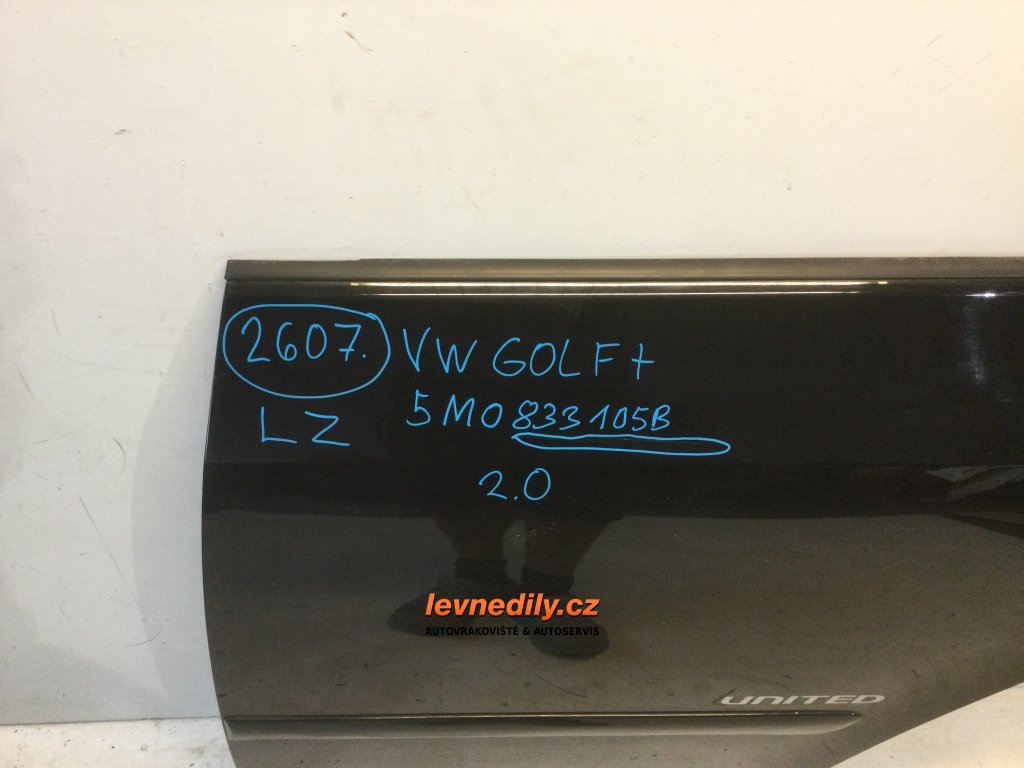 2607. VW GOLF+
LZ 5M0833105B
2.0
levnedily.cz
AUTOVRAKOVIŠTĚ & AUTOSERVIS
UNITED